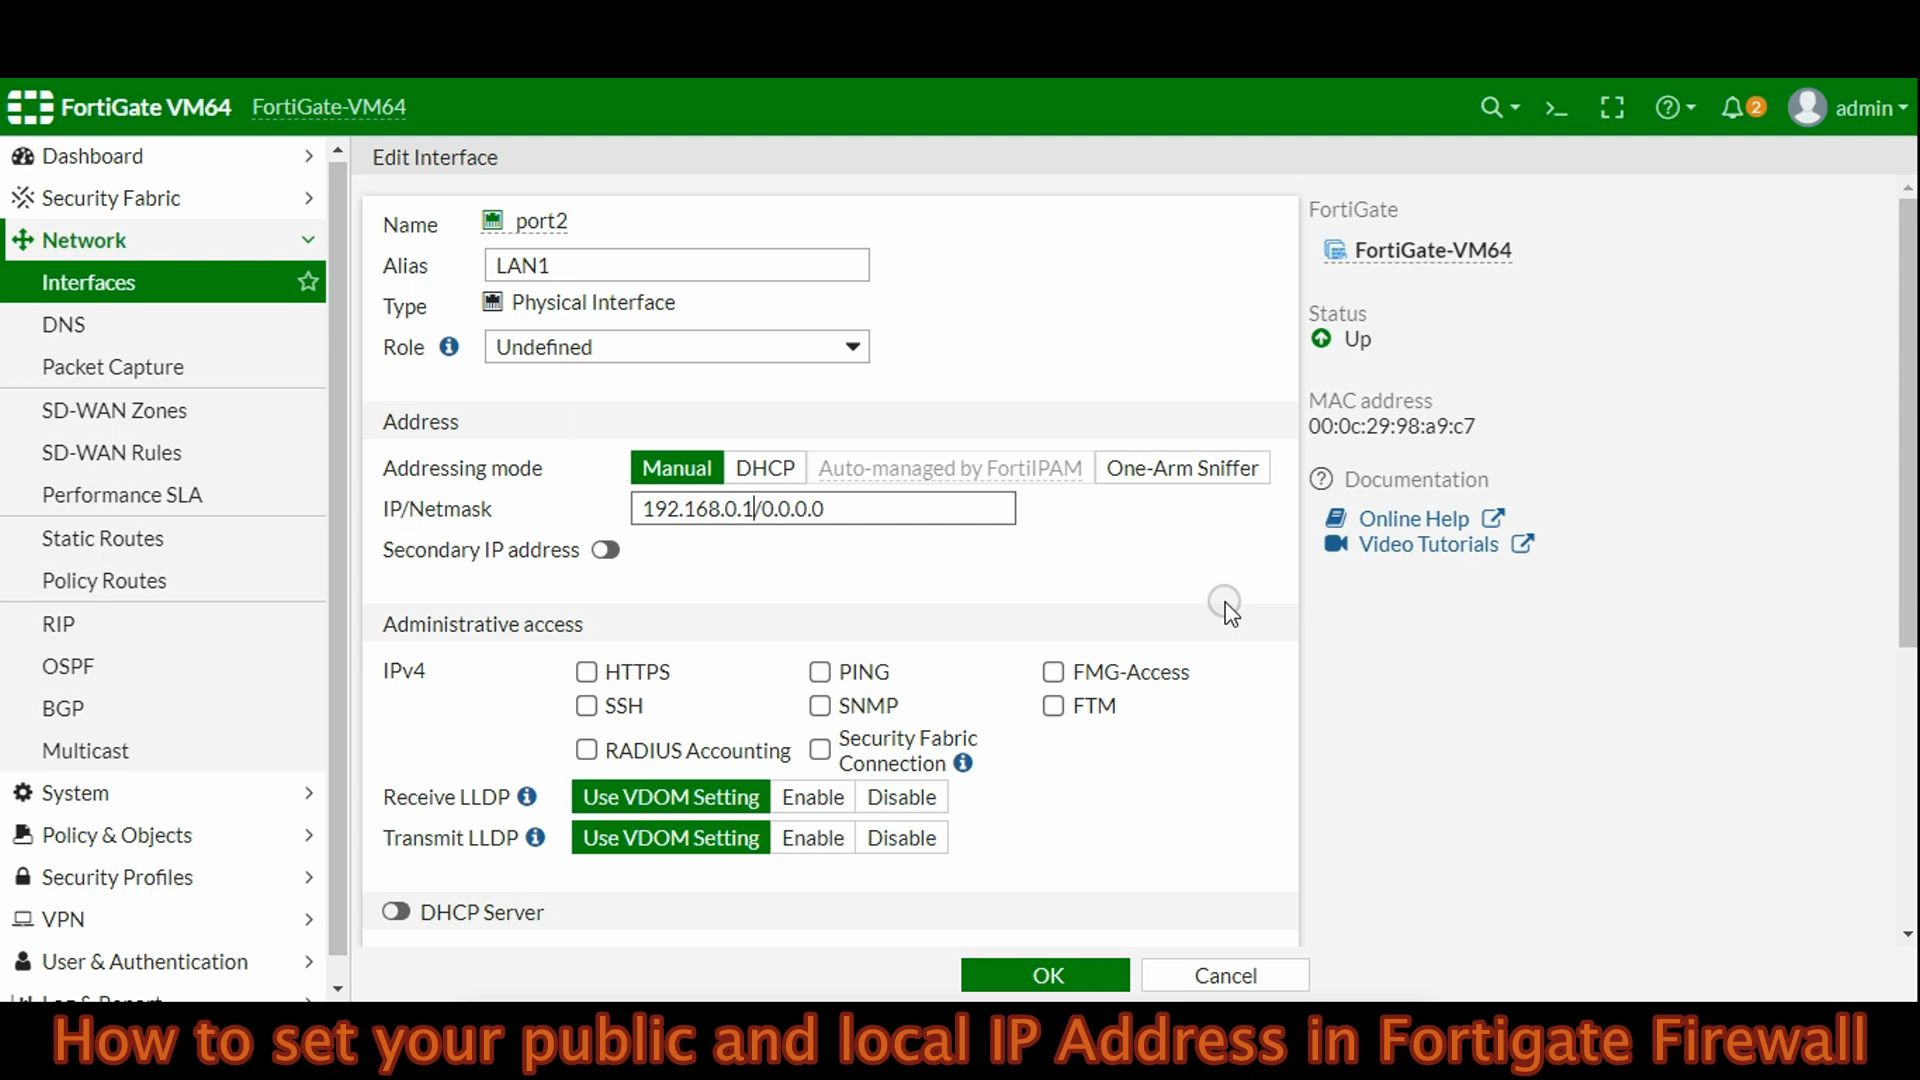 FortiGate VM64 FortiGate-VM64 2 admin
Dashboard
Security Fabric
Network
Interfaces
DNS
Packet Capture
SD-WAN Zones
SD-WAN Rules
Performance SLA
Static Routes
Policy Routes
RIP
OSPF
BGP
Multicast
System
Policy & Objects
Security Profiles
VPN
User & Authentication
Log & Report
Edit Interface
Name port2
Alias LAN1
Type Physical Interface
Role Undefined
Address
Addressing mode Manual DHCP Auto-managed by FortiIPAM One-Arm Sniffer
IP/Netmask 192.168.0.1/0.0.0.0
Secondary IP address
Administrative access
IPv4 HTTPS PING FMG-Access
SSH SNMP FTM
RADIUS Accounting Security Fabric
Connection
Receive LLDP Use VDOM Setting Enable Disable
Transmit LLDP Use VDOM Setting Enable Disable
DHCP Server
OK Cancel
FortiGate
FortiGate-VM64
Status
Up
MAC address
00:0c:29:98:a9:c7
Documentation
Online Help
Video Tutorials
How to set your public and local IP Address in Fortigate Firewall